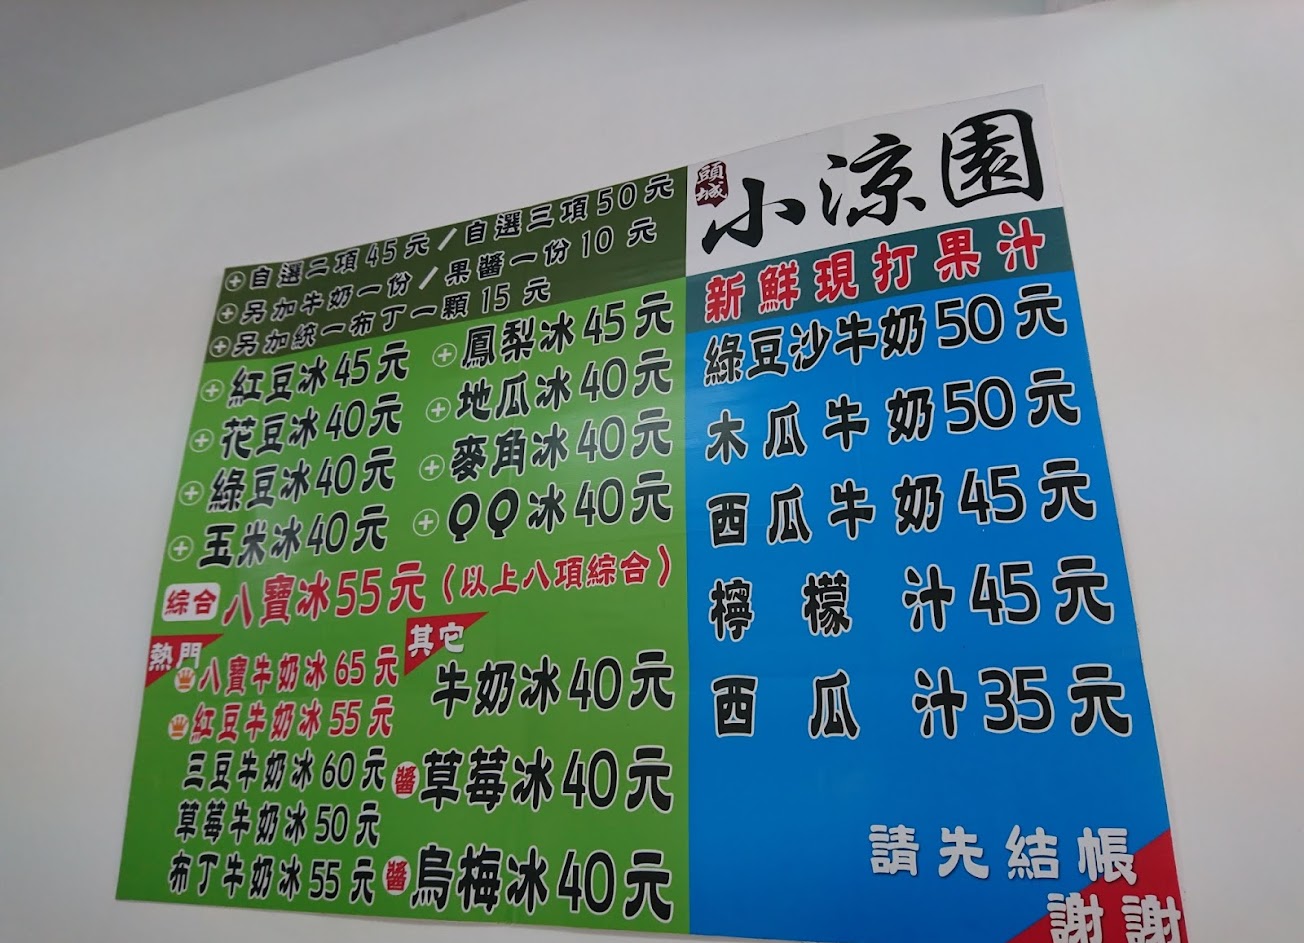 自選二項45元/自選三項50元
另加牛奶一份/果醬一份10元
另加統一布丁一顆15元
紅豆冰45元
花豆冰40元
綠豆冰40元
玉米冰40元
鳳梨冰45元
地瓜冰40元
麥角冰40元
QQ冰40元
綜合 八寶冰55元(以上八項綜合)
熱門
八寶牛奶冰65元
紅豆牛奶冰55元
三豆牛奶冰60元
草莓牛奶冰50元
布丁牛奶冰55元
其它
牛奶冰40元
醬 草莓冰40元
醬 烏梅冰40元
頭城 小涼園
新鮮現打果汁
綠豆沙牛奶50元
木瓜牛奶50元
西瓜牛奶45元
檸檬汁45元
西瓜汁35元
請先結帳
謝謝